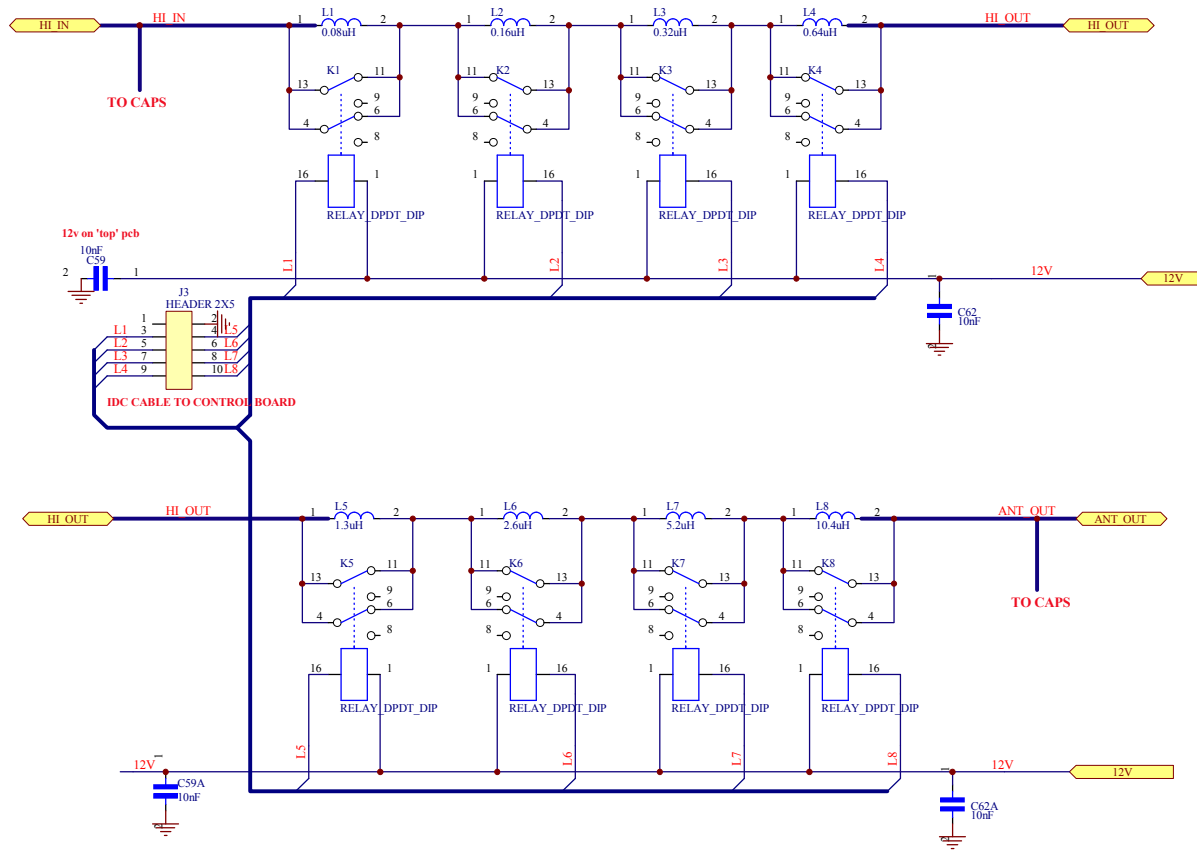 HI_IN HI_IN 1 L1 2 L2 1 2 1 L3 2 1 L4 2 HI_OUT HI_OUT
0.08uH 0.16uH 0.32uH 0.64uH
TO CAPS
K1 11 11 K2 11 K3 11 K4
13 13 13 13
9 9 9 9
6 6 6 6
4 4 4 4
8 8 8 8
16 1 1 16 1 16 1 16
RELAY_DPDT_DIP RELAY_DPDT_DIP RELAY_DPDT_DIP RELAY_DPDT_DIP
12v on 'top' pcb
10nF
C59
2 1
L1 L2 L3 L4
1 12V 12V
C62
10nF
2
J3
HEADER 2X5
1 2
L1 3 4 L5
L2 5 6 L6
L3 7 8 L7
L4 9 10 L8
IDC CABLE TO CONTROL BOARD
HI_OUT HI_OUT 1 L5 2 1 L6 2 1 L7 2 1 L8 2 ANT_OUT ANT_OUT
1.3uH 2.6uH 5.2uH 10.4uH
K5 11 11 K6 11 K7 11 K8
13 13 13 13
9 9 9 9
6 6 6 6
4 4 4 4
8 8 8 8
TO CAPS
16 1 1 16 1 16 1 16
RELAY_DPDT_DIP RELAY_DPDT_DIP RELAY_DPDT_DIP RELAY_DPDT_DIP
L5 L6 L7 L8
12V 1 1 12V 12V
C59A
10nF
2
C62A
10nF
2